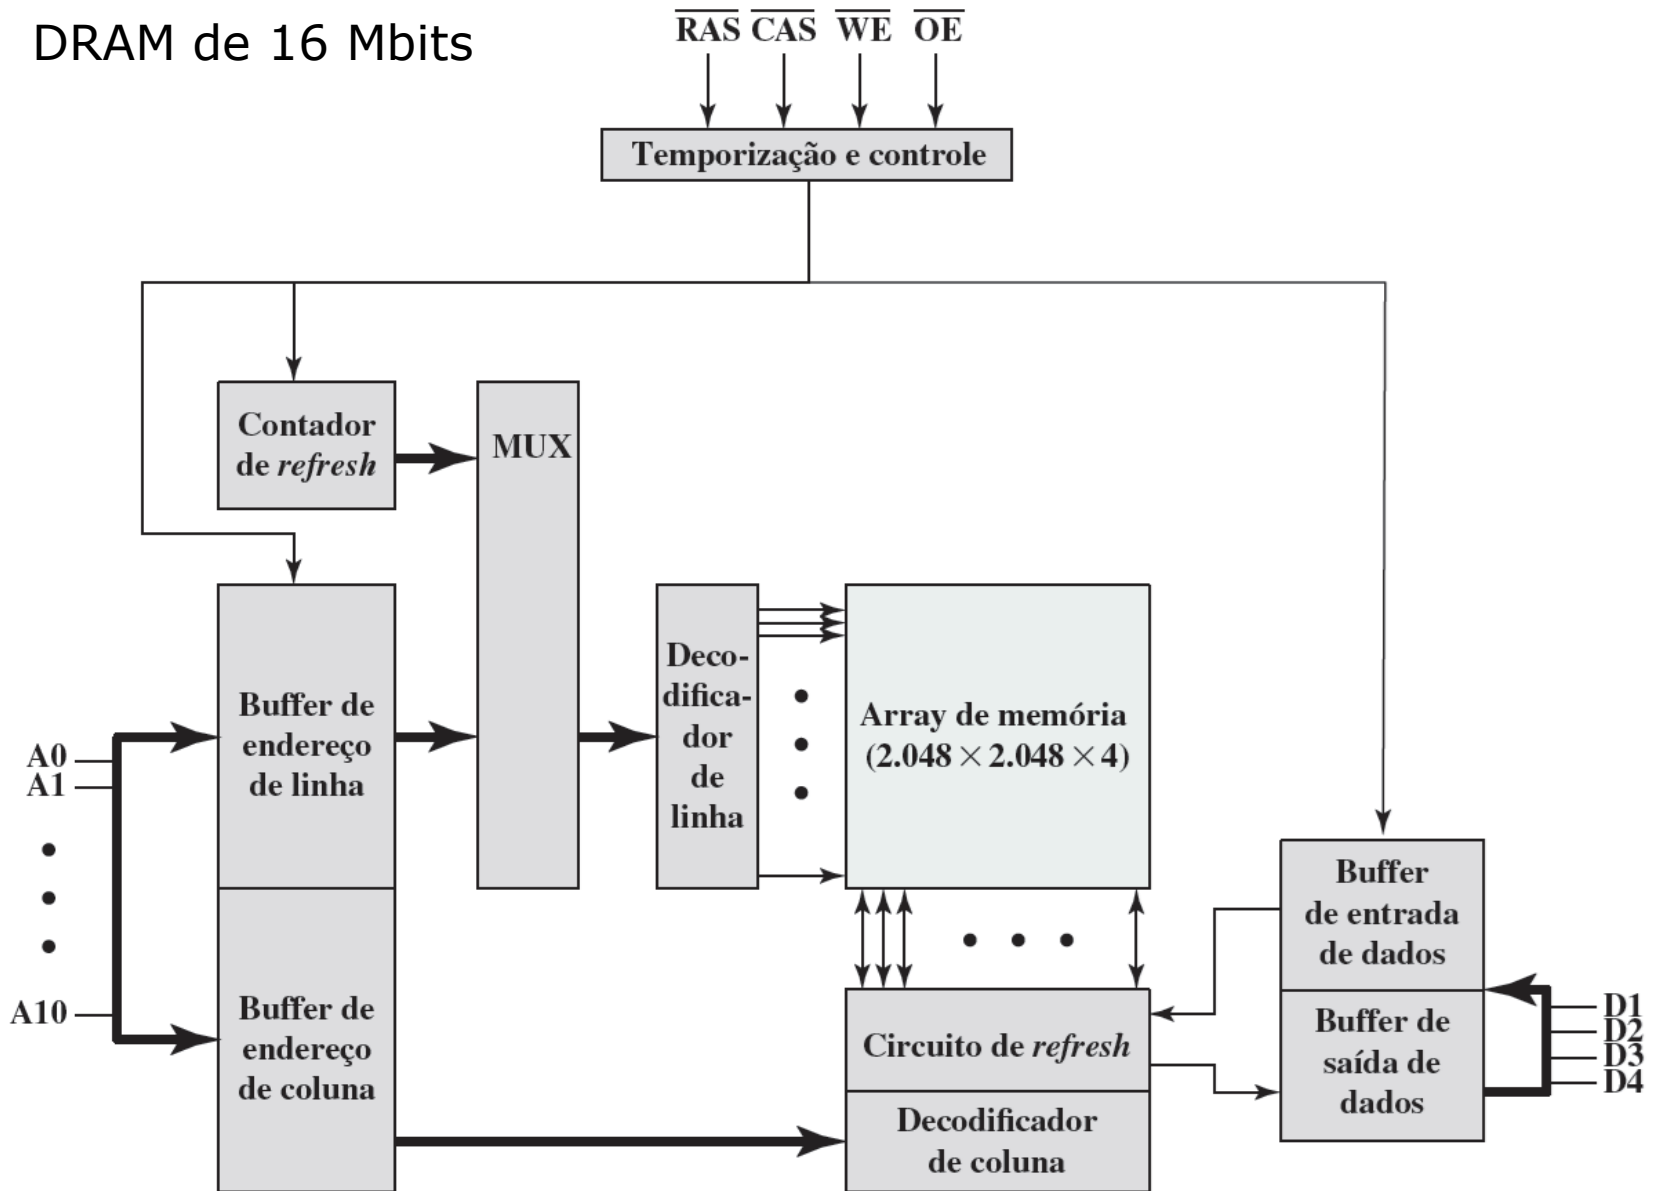 DRAM de 16 Mbits
RAS CAS WE OE
Temporização e controle
Contador
de refresh
MUX
Buffer de
endereço
de linha
Deco-
difica-
dor
de
linha
Array de memória
(2.048 × 2.048 × 4)
A0
A1
A10
Buffer de
endereço
de coluna
Circuito de refresh
Decodificador
de coluna
Buffer
de entrada
de dados
Buffer de
saída de
dados
D1
D2
D3
D4